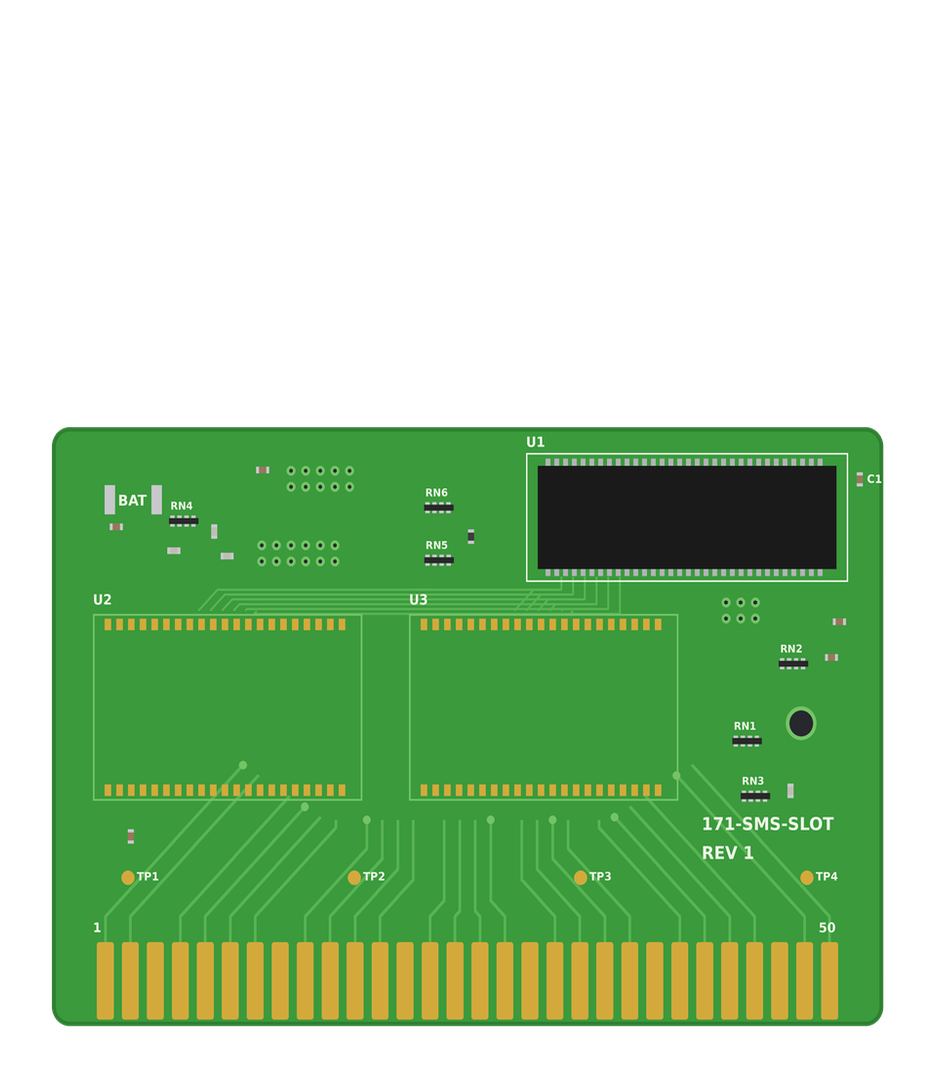 U1
C1
RN6
BAT
RN4
RN5
U2
U3
RN2
RN1
RN3
171-SMS-SLOT
REV 1
TP1
TP2
TP3
TP4
1
50